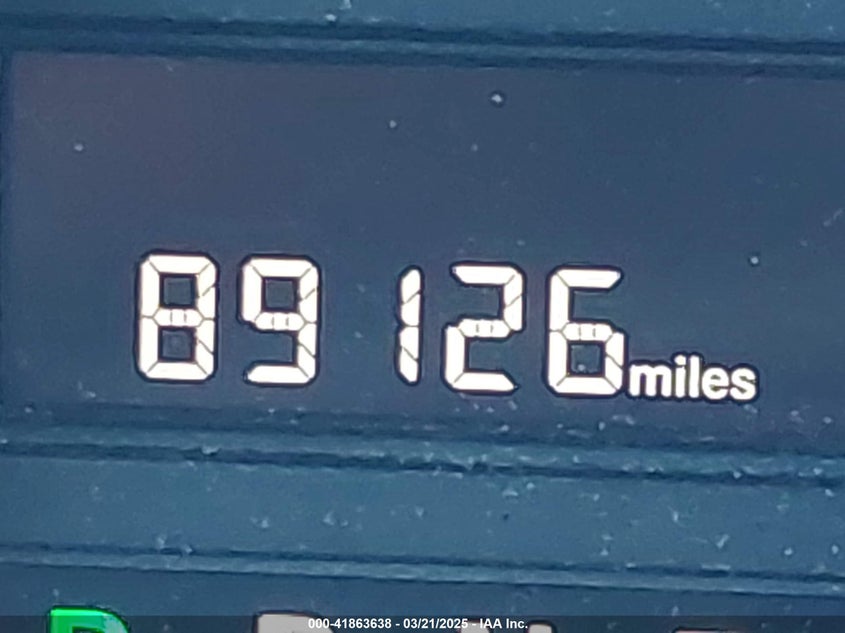 89126miles
P
000-41863638 - 03/21/2025 - IAA Inc.